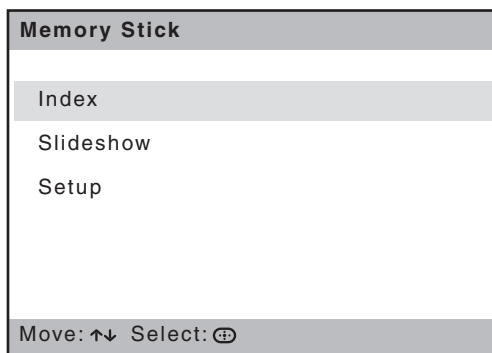 Memory Stick
Index
Slideshow
Setup
Move: ↑↓ Select: